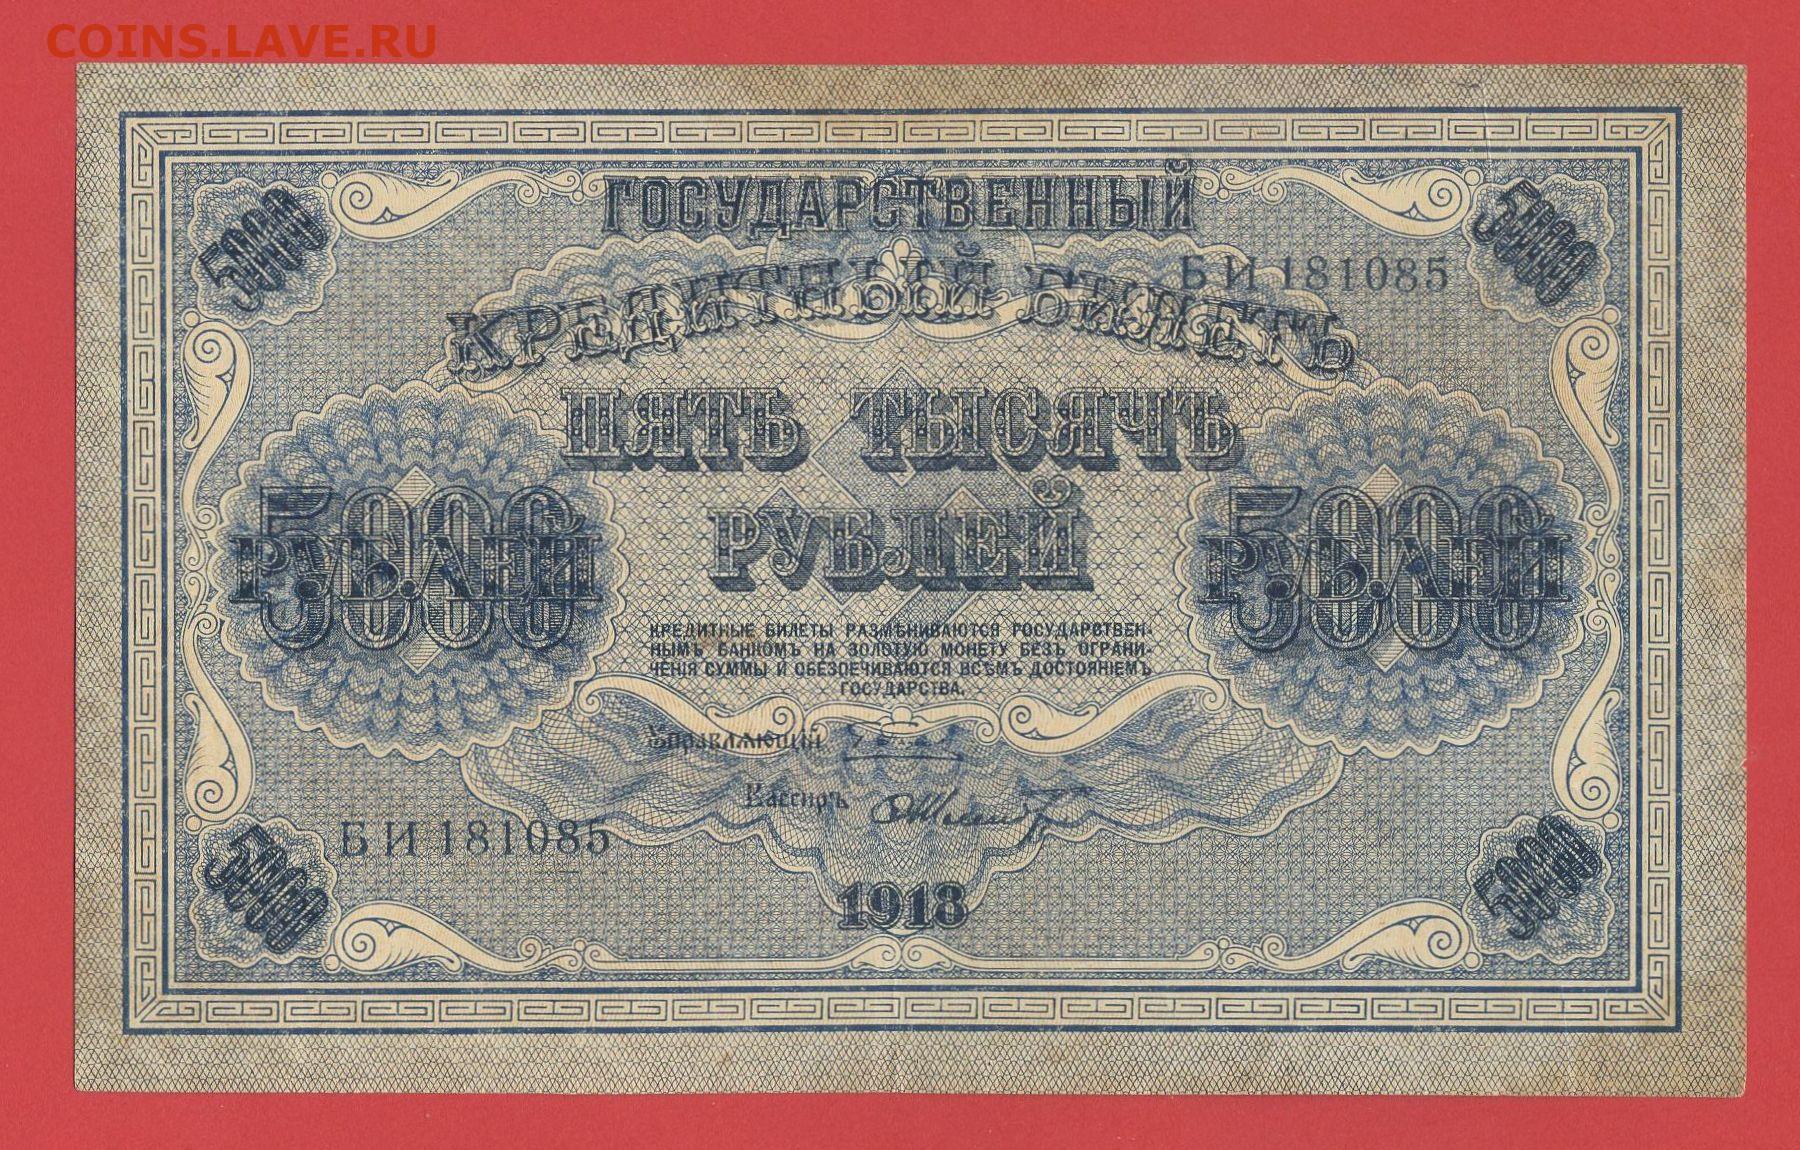 COINS.LAVE.RU
ГОСУДАРСТВЕННЫЙ
КРЕДИТНЫЙ БИЛЕТЪ
БИ 181085
5000
5000
ПЯТЬ ТЫСЯЧЪ
РУБЛЕЙ
5000
РУБЛЕЙ
5000
РУБЛЕЙ
КРЕДИТНЫЕ БИЛЕТЫ РАЗМѢНИВАЮТСЯ ГОСУДАРСТВЕН-
НЫМЪ БАНКОМЪ НА ЗОЛОТУЮ МОНЕТУ БЕЗЪ ОГРАНИ-
ЧЕНІЯ СУММЫ И ОБЕЗПЕЧИВАЮТСЯ ВСѢМЪ ДОСТОЯНІЕМЪ
ГОСУДАРСТВА.
Управляющій
Кассиръ
БИ 181085
5000
5000
1918